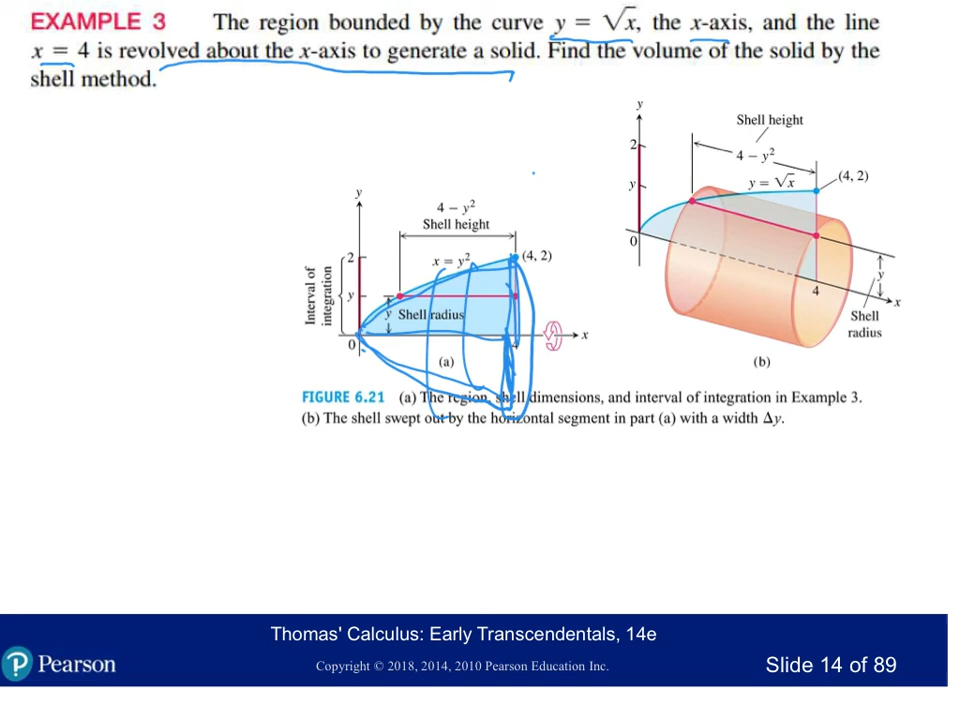 EXAMPLE 3 The region bounded by the curve y = √x, the x-axis, and the line
x = 4 is revolved about the x-axis to generate a solid. Find the volume of the solid by the
shell method.
y
4 – y²
Shell height
2
x = y²
(4, 2)
Interval of
integration
y
y Shell radius
0
4
x
(a)
y
Shell height
2
4 – y²
y
y = √x
(4, 2)
0
4
y
x
Shell
radius
(b)
FIGURE 6.21 (a) The region, shell dimensions, and interval of integration in Example 3.
(b) The shell swept out by the horizontal segment in part (a) with a width Δy.
Thomas' Calculus: Early Transcendentals, 14e
P Pearson
Copyright © 2018, 2014, 2010 Pearson Education Inc.
Slide 14 of 89